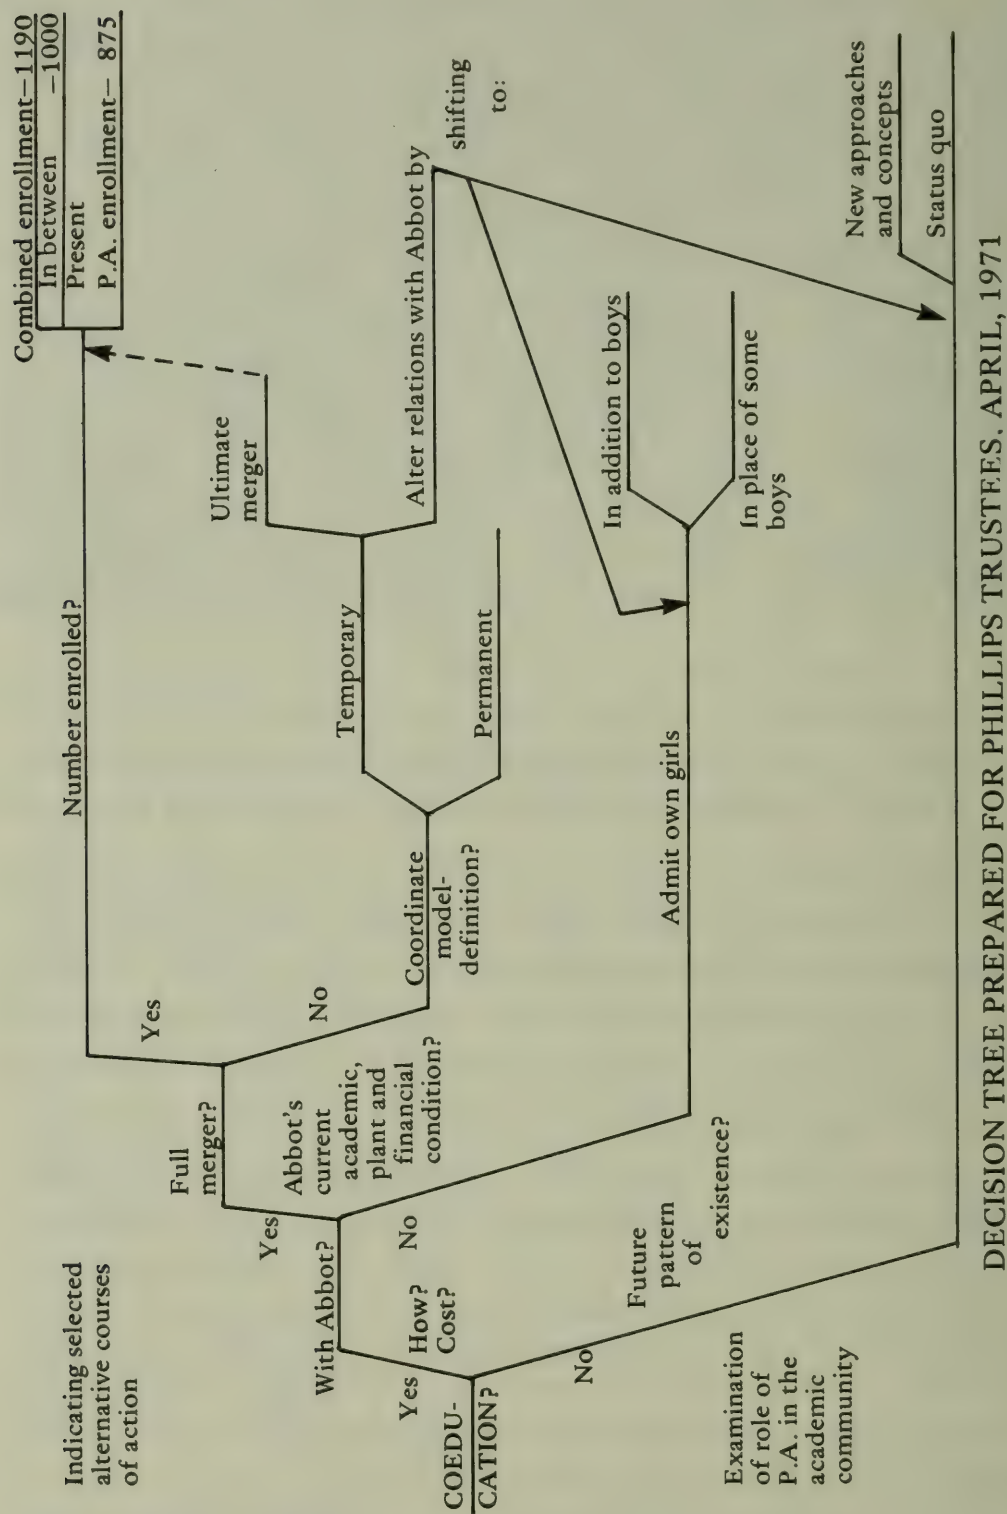 Indicating selected
alternative courses
of action
COEDU-
CATION?
Yes
How?
Cost?
No
Examination
of role of
P.A. in the
academic
community
With Abbot?
Yes
No
Future
pattern
of
existence?
Full
merger?
Abbot's
current
academic,
plant and
financial
condition?
Yes
No
Number enrolled?
Combined enrollment—1190
In between —1000
Present
P.A. enrollment— 875
Coordinate
model-
definition?
Temporary
Permanent
Ultimate
merger
Alter relations with Abbot by
shifting
to:
Admit own girls
In addition to boys
In place of some
boys
New approaches
and concepts
Status quo
DECISION TREE PREPARED FOR PHILLIPS TRUSTEES. APRIL, 1971